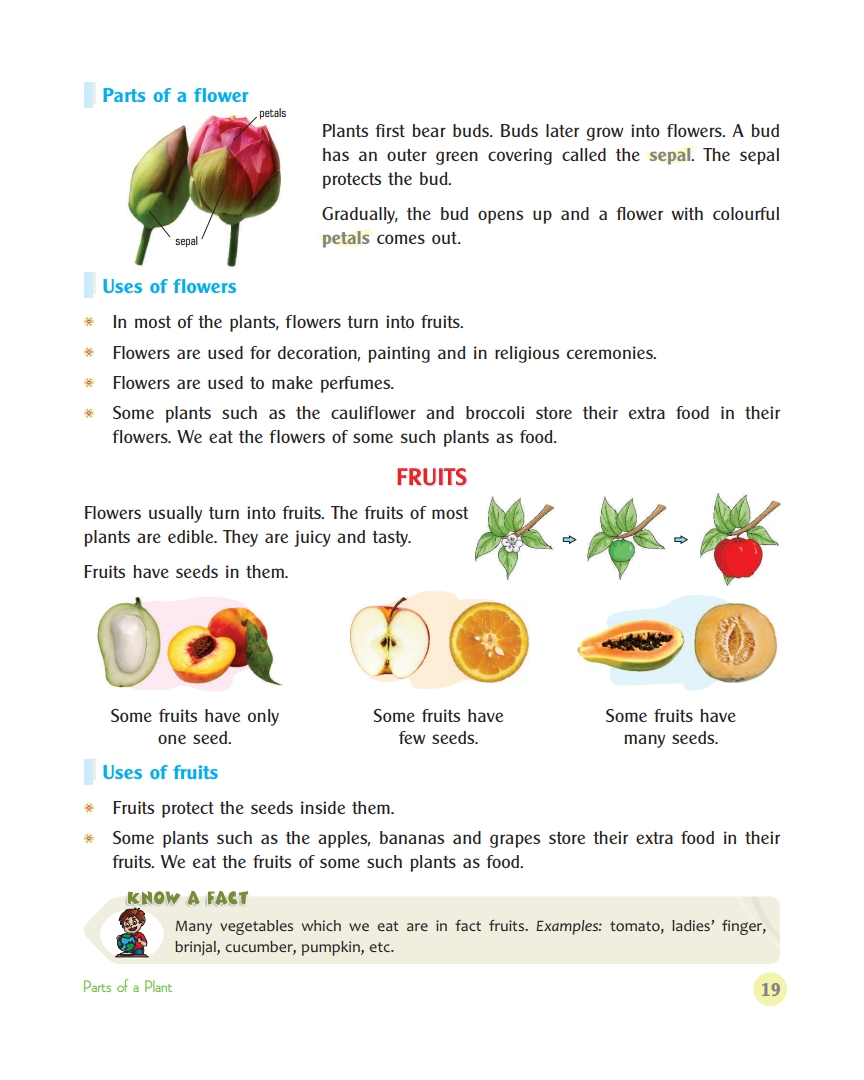 Parts of a flower
petals
sepal
Plants first bear buds. Buds later grow into flowers. A bud
has an outer green covering called the sepal. The sepal
protects the bud.
Gradually, the bud opens up and a flower with colourful
petals comes out.
Uses of flowers
In most of the plants, flowers turn into fruits.
Flowers are used for decoration, painting and in religious ceremonies.
Flowers are used to make perfumes.
Some plants such as the cauliflower and broccoli store their extra food in their
flowers. We eat the flowers of some such plants as food.
FRUITS
Flowers usually turn into fruits. The fruits of most
plants are edible. They are juicy and tasty.
Fruits have seeds in them.
Some fruits have only
one seed.
Some fruits have
few seeds.
Some fruits have
many seeds.
Uses of fruits
Fruits protect the seeds inside them.
Some plants such as the apples, bananas and grapes store their extra food in their
fruits. We eat the fruits of some such plants as food.
KNOW A FACT
Many vegetables which we eat are in fact fruits. Examples: tomato, ladies' finger,
brinjal, cucumber, pumpkin, etc.
Parts of a Plant
19